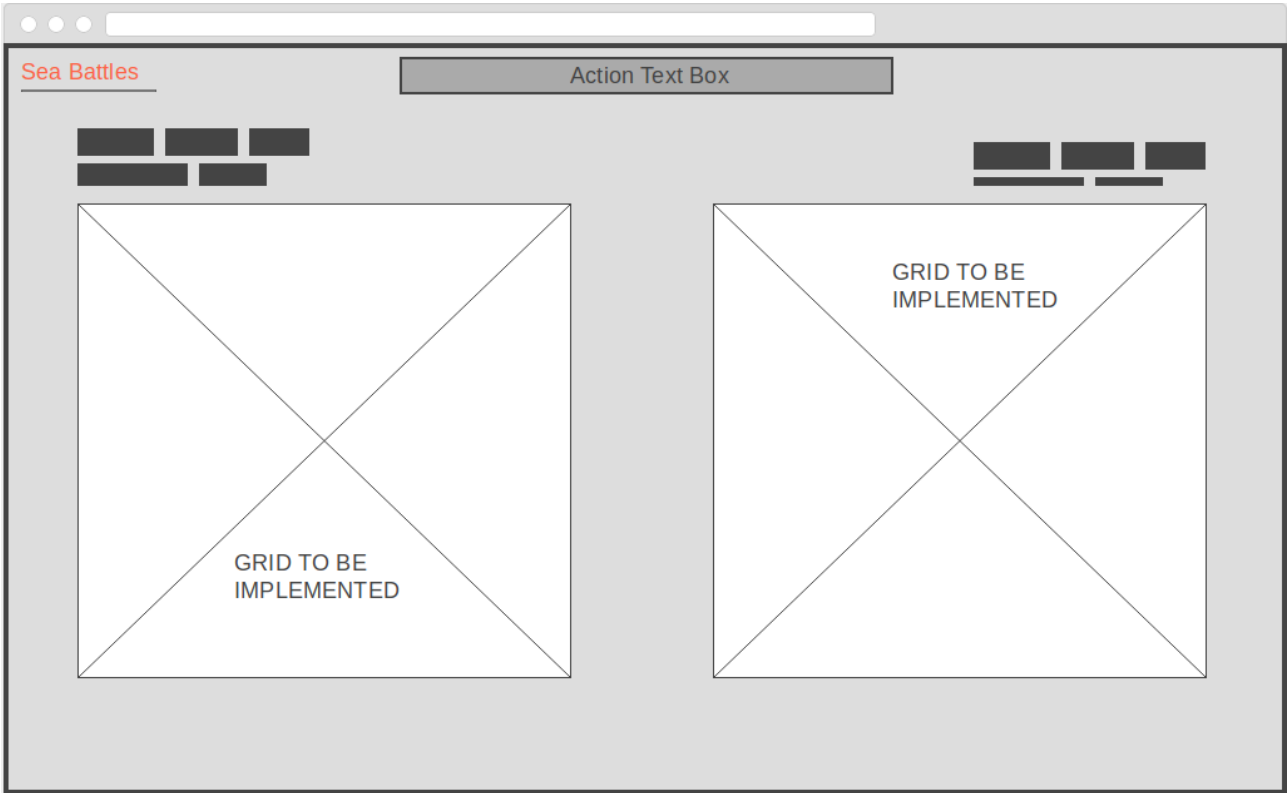 Sea Battles
Action Text Box
GRID TO BE
IMPLEMENTED
GRID TO BE
IMPLEMENTED